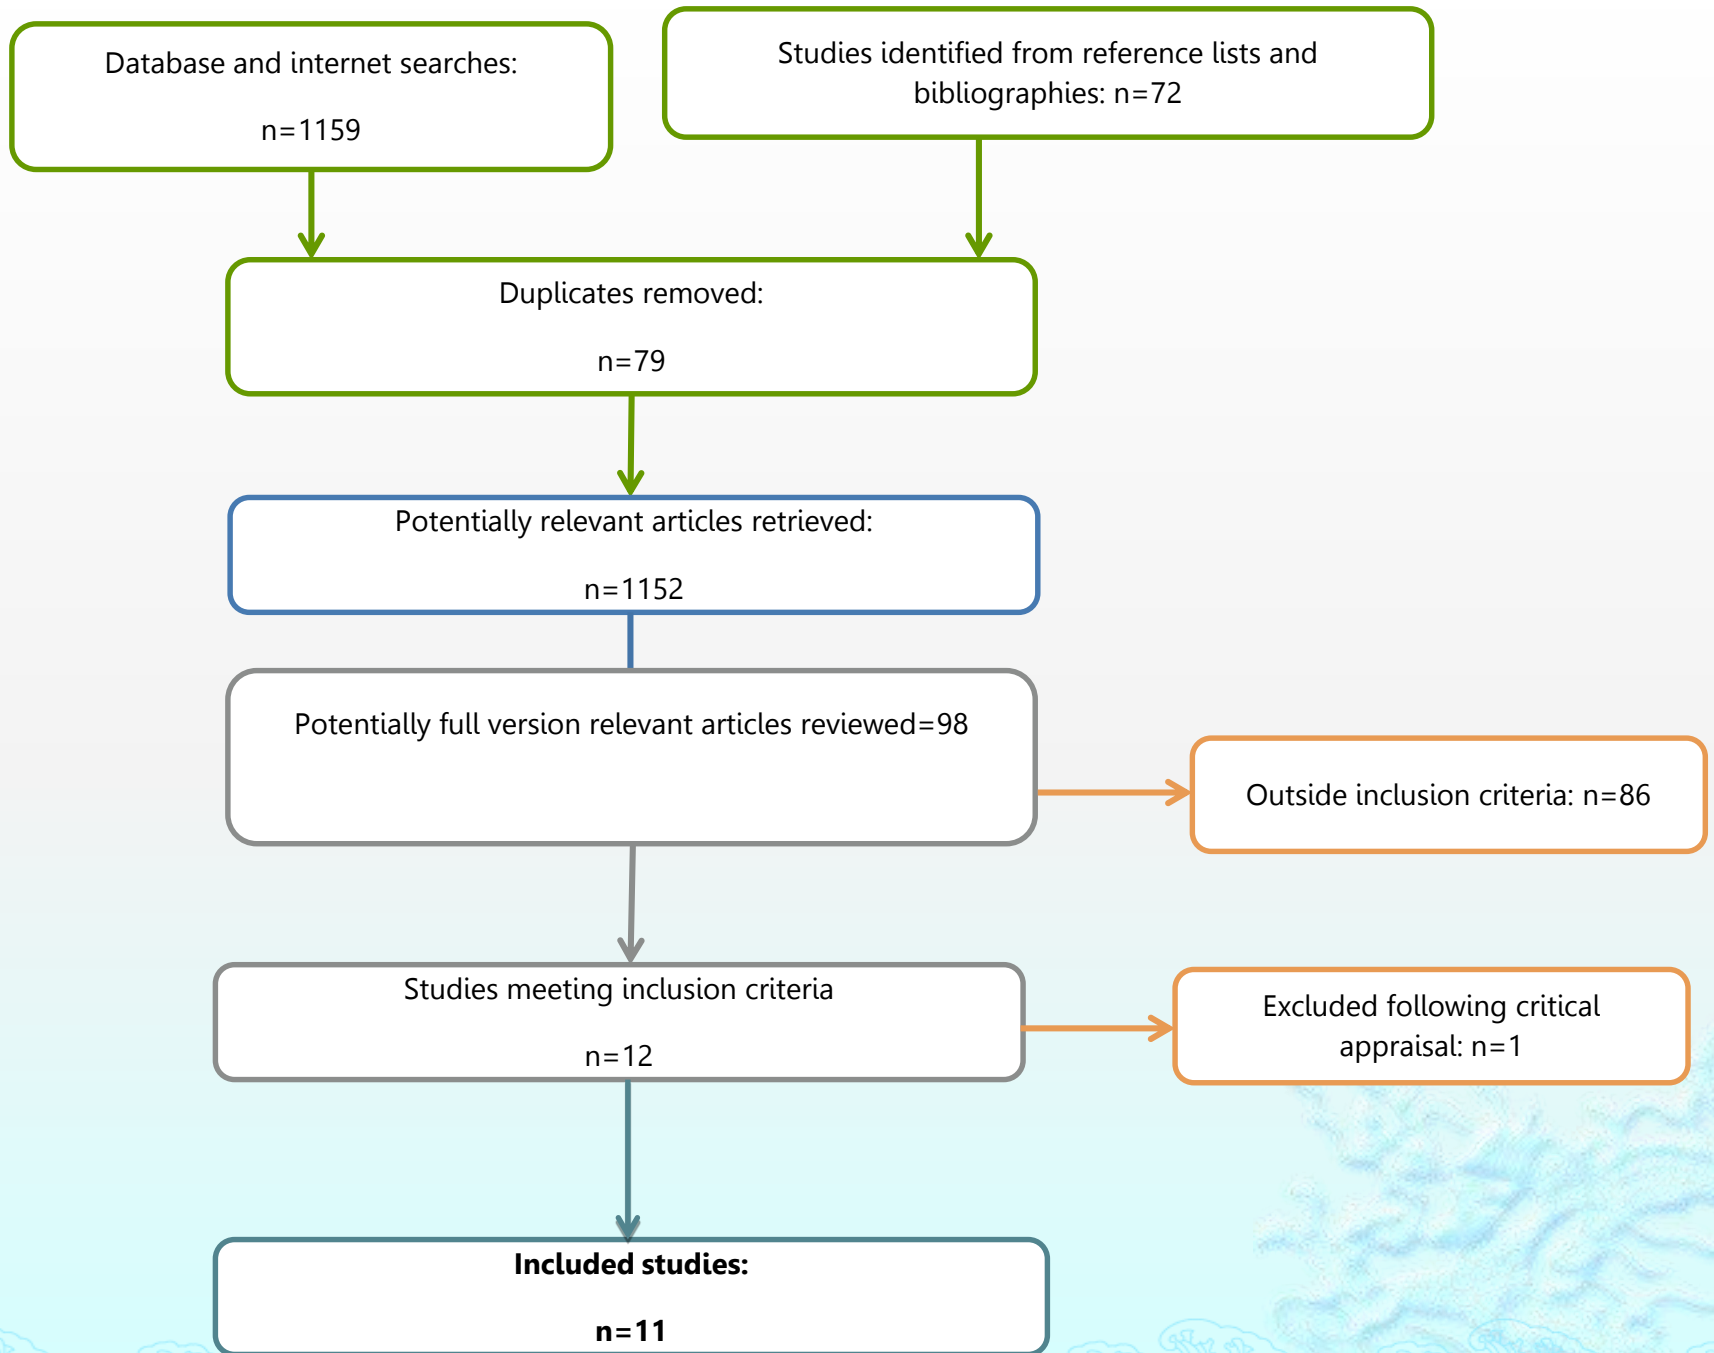 Database and internet searches:
n=1159
Studies identified from reference lists and
bibliographies: n=72
Duplicates removed:
n=79
Potentially relevant articles retrieved:
n=1152
Potentially full version relevant articles reviewed=98
Outside inclusion criteria: n=86
Studies meeting inclusion criteria
n=12
Excluded following critical
appraisal: n=1
Included studies:
n=11